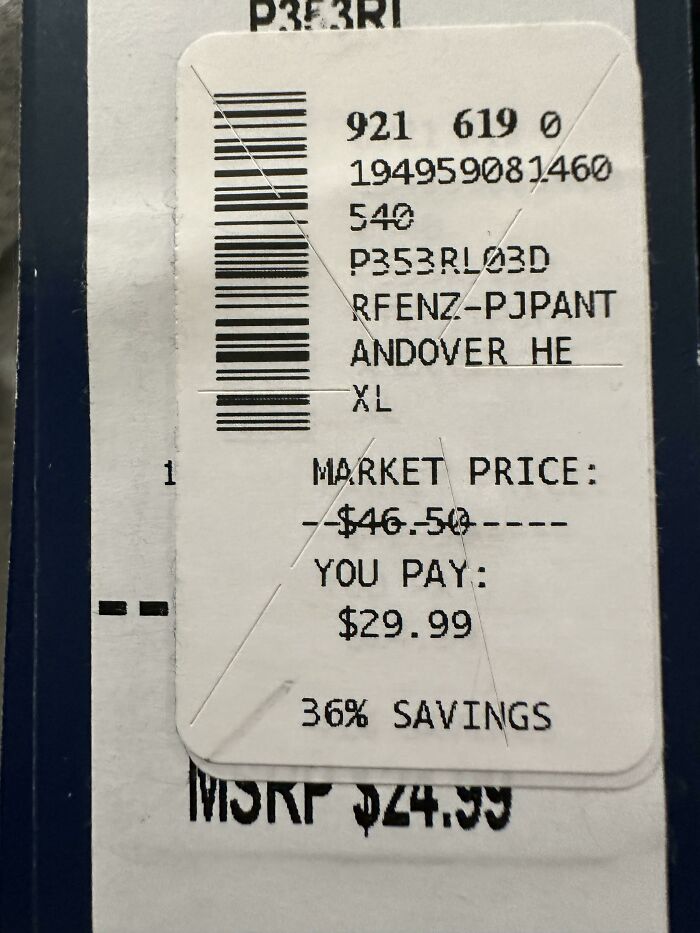 P353RL
921 619 0
194959081460
540
P353RL03D
RFENZ-PJPANT
ANDOVER HE
XL
1
MARKET PRICE:
--$46.50-----
YOU PAY:
$29.99
36% SAVINGS
MSRP $24.99